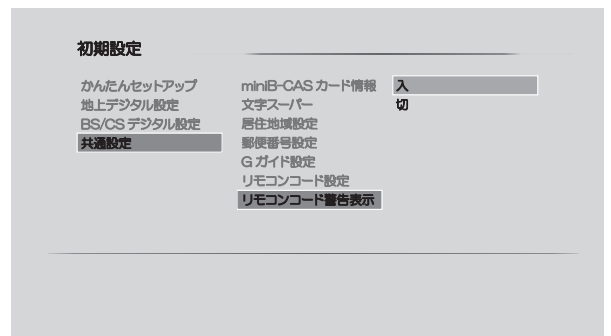 初期設定
かんたんセットアップ
地上デジタル設定
BS/CS デジタル設定
共通設定
miniB-CAS カード情報
文字スーパー
居住地域設定
郵便番号設定
G ガイド設定
リモコンコード設定
リモコンコード警告表示
入
切